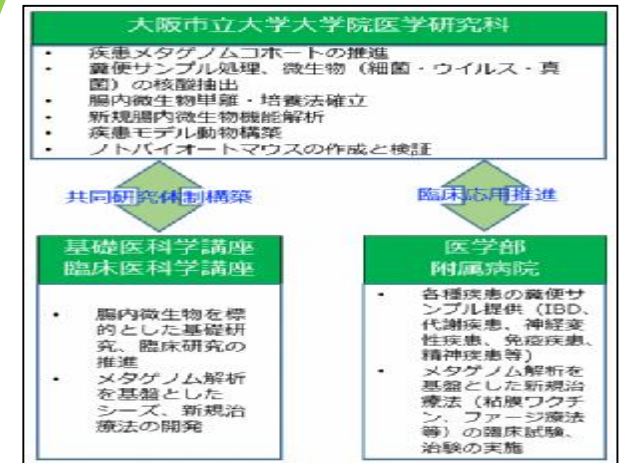 大阪市立大学大学院医学研究科
• 疾患メタゲノムコホートの推進
• 糞便サンプル処理、微生物（細菌・ウイルス・真
菌）の核酸抽出
• 腸内微生物単離・培養法確立
• 新規腸内微生物機能解析
• 疾患モデル動物構築
• ノトバイオートマウスの作成と検証
共同研究体制構築
臨床応用推進
基礎医科学講座
臨床医科学講座
• 腸内微生物を標
的とした基礎研
究、臨床研究の
推進
• メタゲノム解析
を基盤とした
シーズ、新規治
療法の開発
医学部
附属病院
• 各種疾患の糞便サ
ンプル提供（IBD、
代謝疾患、神経変
性疾患、免疫疾患、
精神疾患等）
• メタゲノム解析を
基盤とした新規治
療法（粘膜ワクチ
ン、ファージ療法
等）の臨床試験、
治験の実施